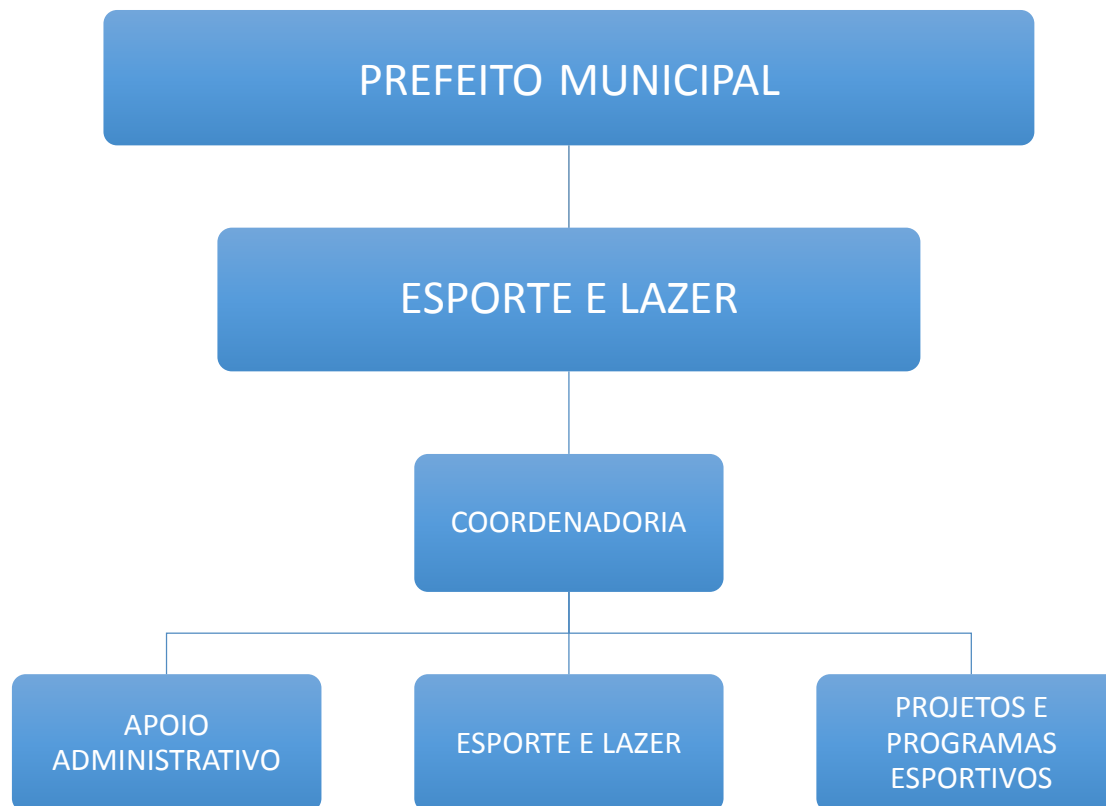 PREFEITO MUNICIPAL
ESPORTE E LAZER
COORDENADORIA
APOIO
ADMINISTRATIVO
ESPORTE E LAZER
PROJETOS E
PROGRAMAS
ESPORTIVOS